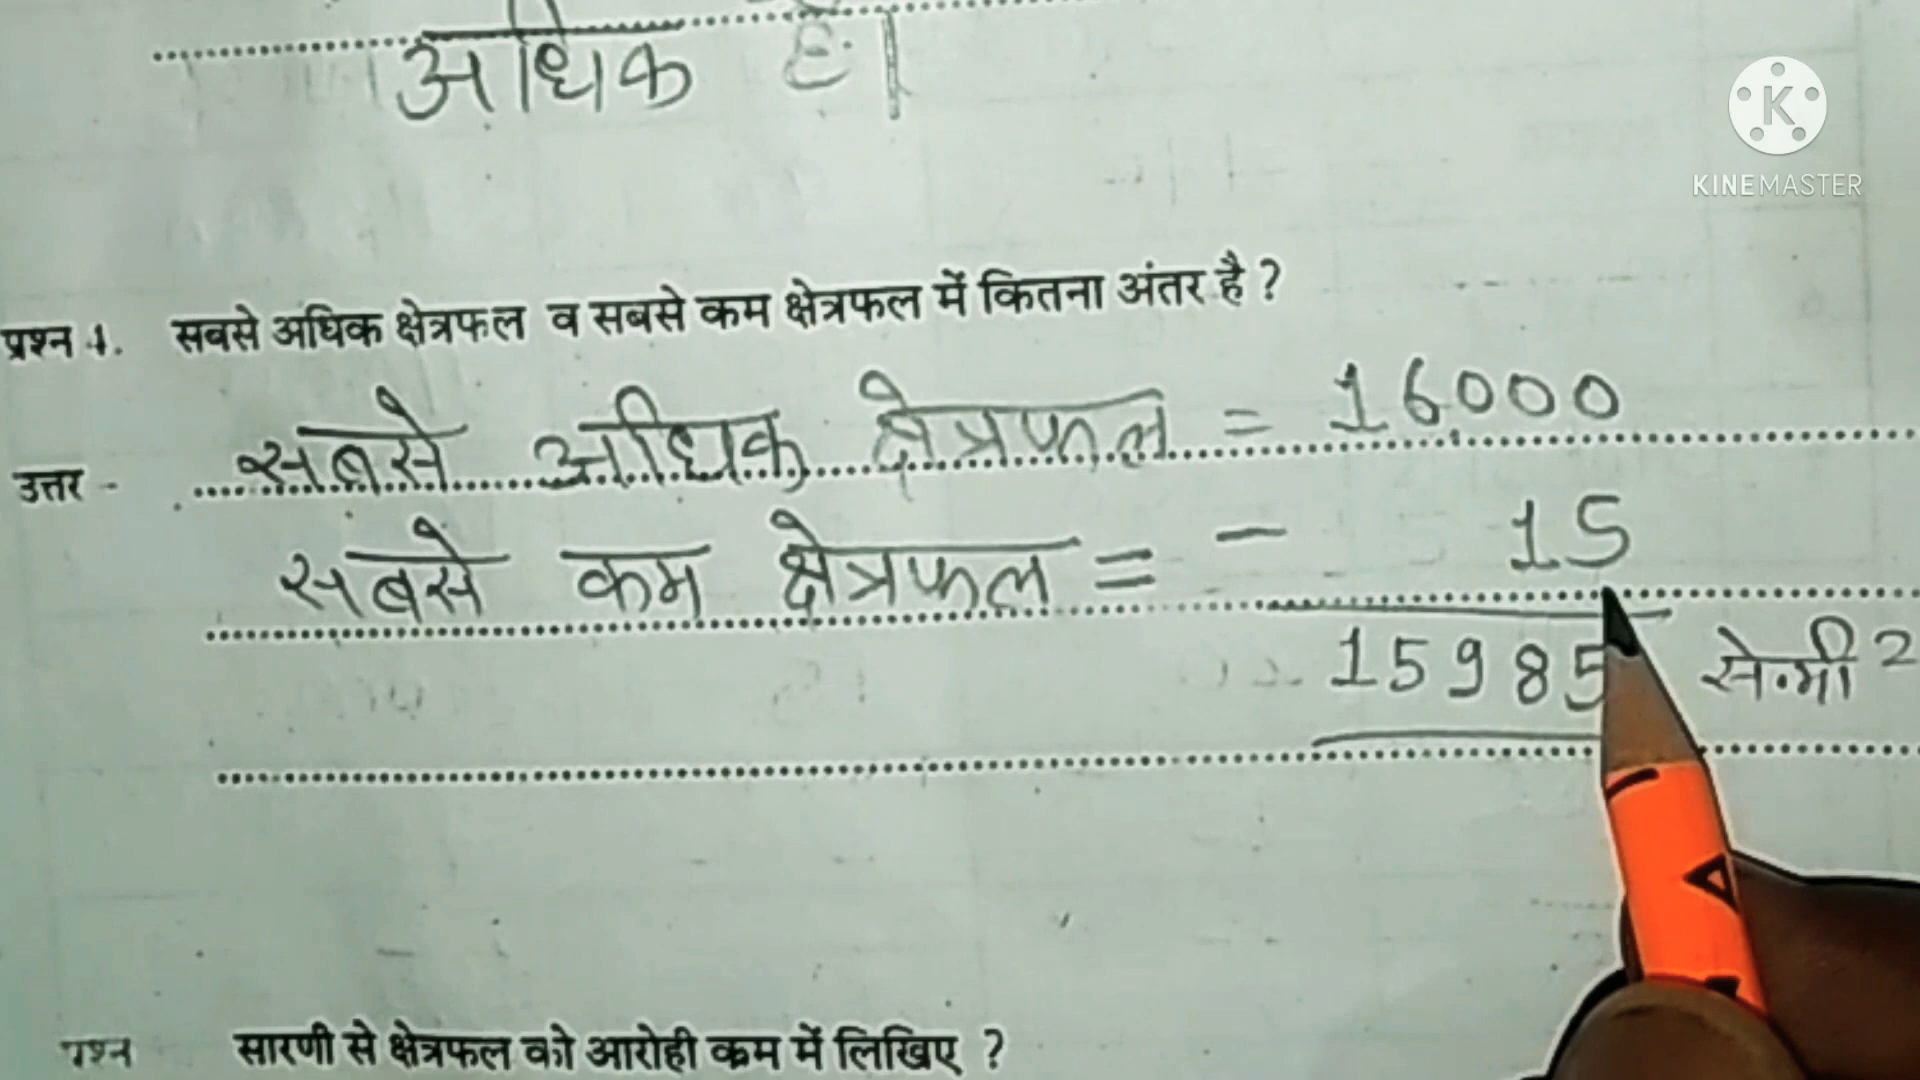 अधिक है।
KINEMASTER
प्रश्न 4. सबसे अधिक क्षेत्रफल व सबसे कम क्षेत्रफल में कितना अंतर है ?
उत्तर - सबसे अधिक क्षेत्रफल = 16000
सबसे कम क्षेत्रफल = - 15
15985 से.मी²
प्रश्न सारणी से क्षेत्रफल को आरोही क्रम में लिखिए ?